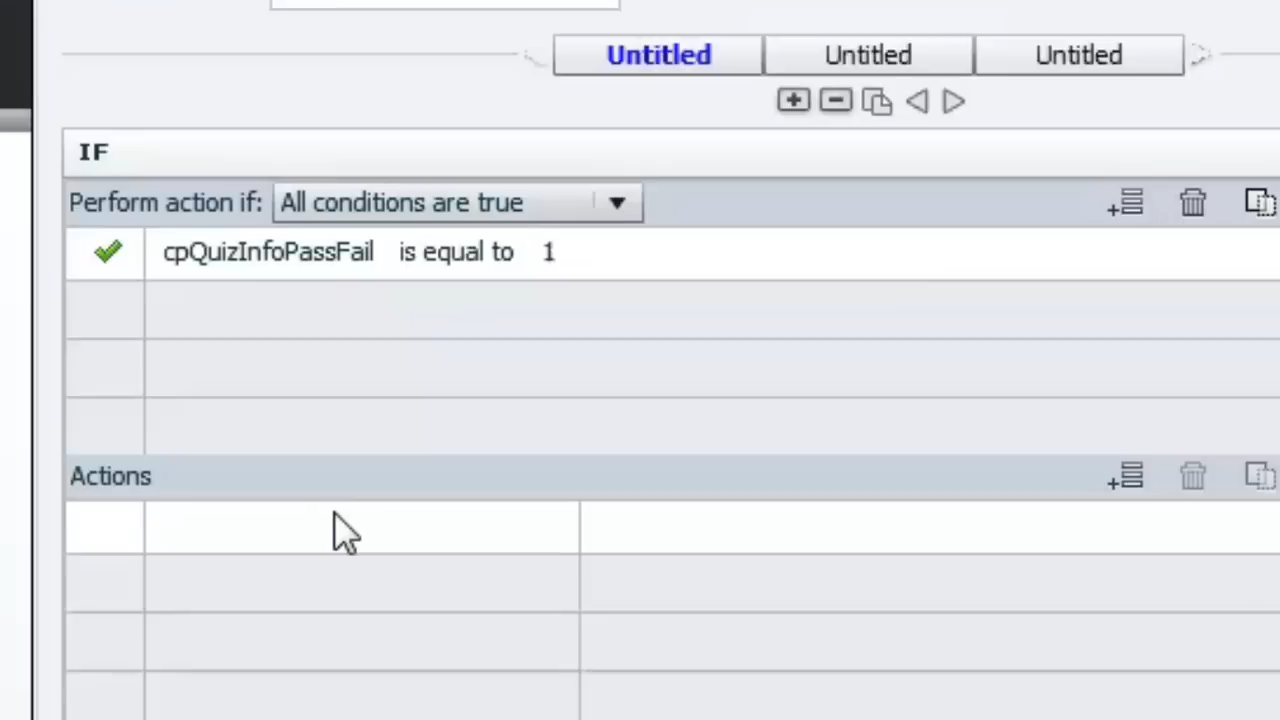 Untitled Untitled Untitled
IF
Perform action if: All conditions are true
cpQuizInfoPassFail is equal to 1
Actions